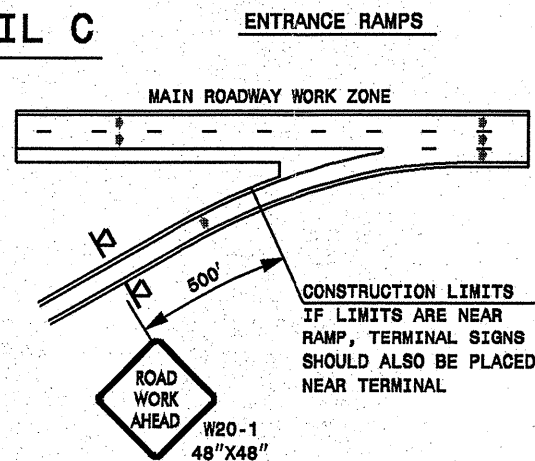 IL C
ENTRANCE RAMPS
MAIN ROADWAY WORK ZONE
500'
CONSTRUCTION LIMITS
IF LIMITS ARE NEAR
RAMP, TERMINAL SIGNS
SHOULD ALSO BE PLACED
NEAR TERMINAL
ROAD
WORK
AHEAD
W20-1
48"X48"